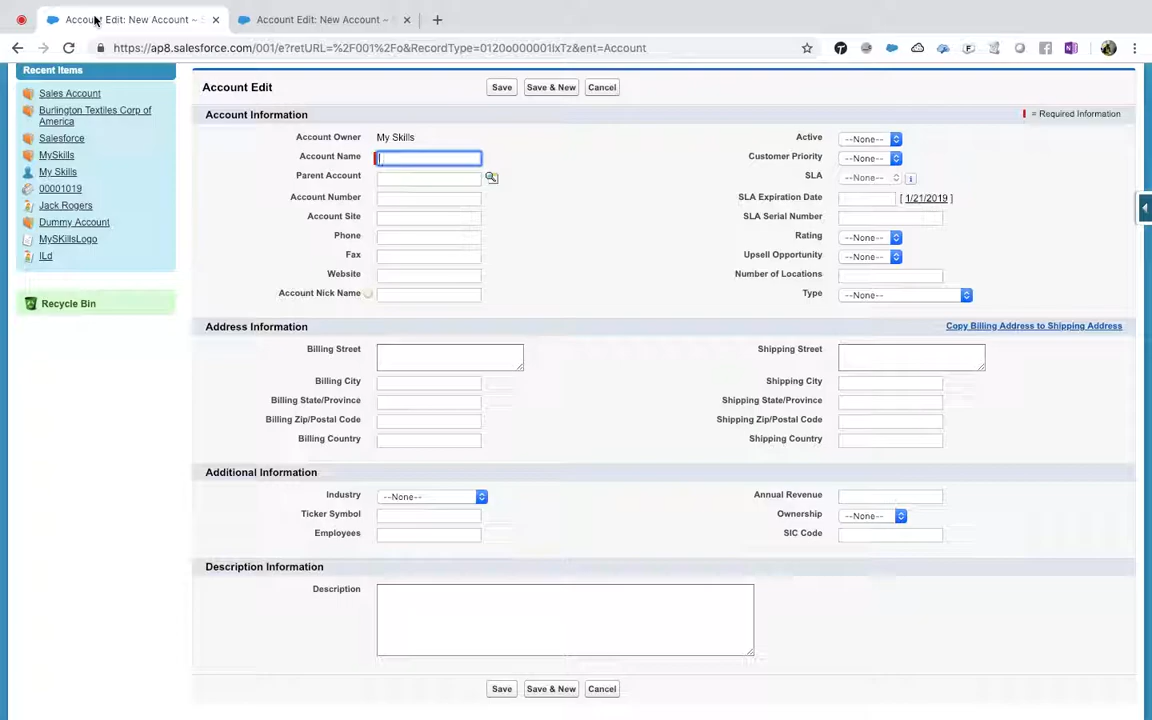 Account Edit: New Account ~
Account Edit: New Account ~
https://ap8.salesforce.com/001/e?retURL=%2F001%2Fo&RecordType=0120o000001lxTz&ent=Account
Recent Items
Sales Account
Burlington Textiles Corp of
America
Salesforce
MySkills
My Skills
00001019
Jack Rogers
Dummy Account
MySKillsLogo
ILd
Recycle Bin
Account Edit
Save
Save & New
Cancel
Account Information
= Required Information
Account Owner My Skills
Active --None--
Account Name
Customer Priority --None--
Parent Account
SLA --None--
Account Number
SLA Expiration Date [ 1/21/2019 ]
Account Site
SLA Serial Number
Phone
Rating --None--
Fax
Upsell Opportunity --None--
Website
Number of Locations
Account Nick Name
Type --None--
Address Information
Copy Billing Address to Shipping Address
Billing Street
Shipping Street
Billing City
Shipping City
Billing State/Province
Shipping State/Province
Billing Zip/Postal Code
Shipping Zip/Postal Code
Billing Country
Shipping Country
Additional Information
Industry --None--
Annual Revenue
Ticker Symbol
Ownership --None--
Employees
SIC Code
Description Information
Description
Save
Save & New
Cancel